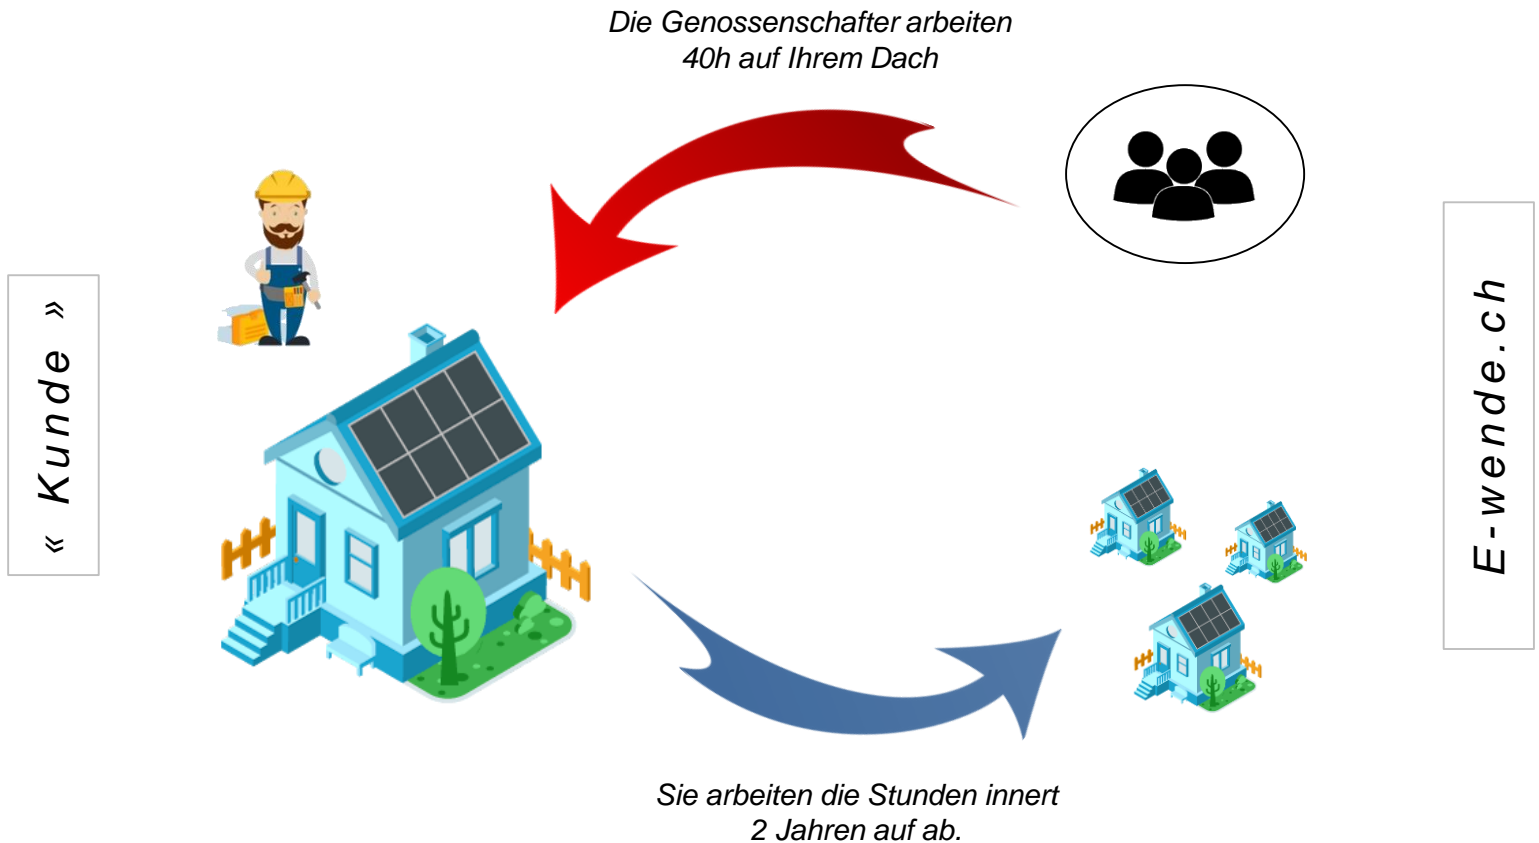 Die Genossenschafter arbeiten
40h auf Ihrem Dach
« Kunde »
E-wende.ch
Sie arbeiten die Stunden innert
2 Jahren auf ab.